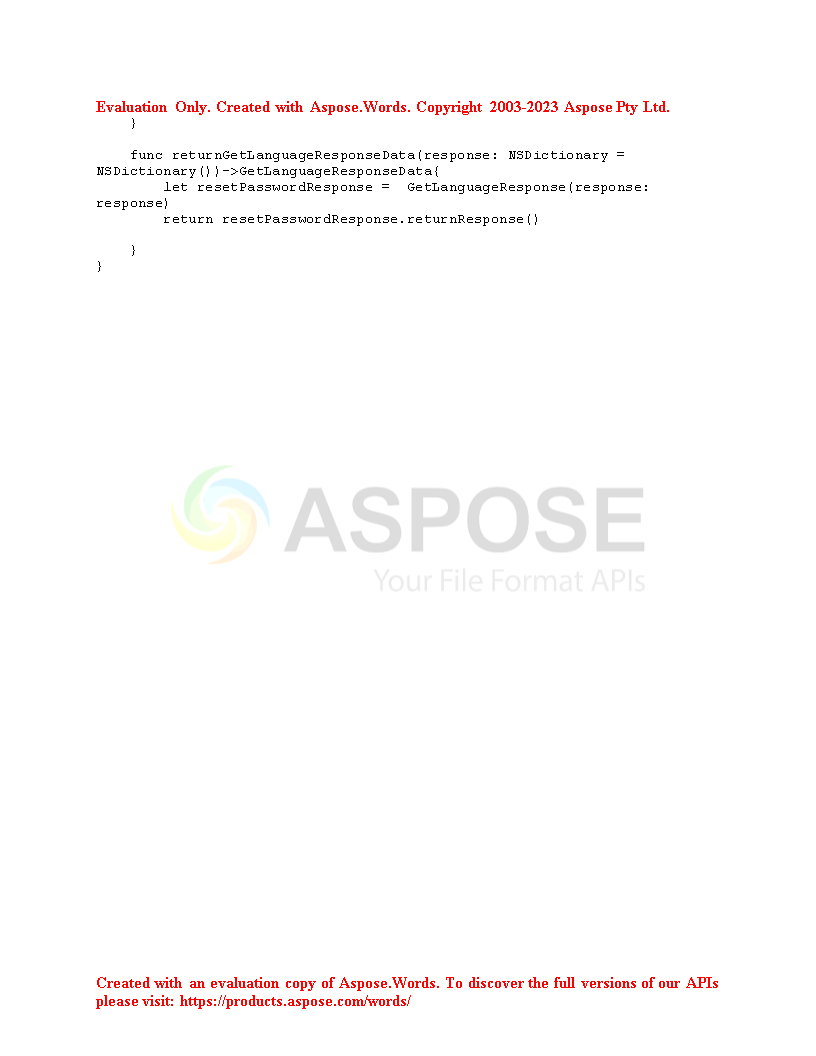 Evaluation Only. Created with Aspose.Words. Copyright 2003-2023 Aspose Pty Ltd.
    }
    func returnGetLanguageResponseData(response: NSDictionary =
NSDictionary())->GetLanguageResponseData{
        let resetPasswordResponse =  GetLanguageResponse(response:
response)
        return resetPasswordResponse.returnResponse()
    }
}
ASPOSE
Your File Format APIs
Created with an evaluation copy of Aspose.Words. To discover the full versions of our APIs
please visit: https://products.aspose.com/words/